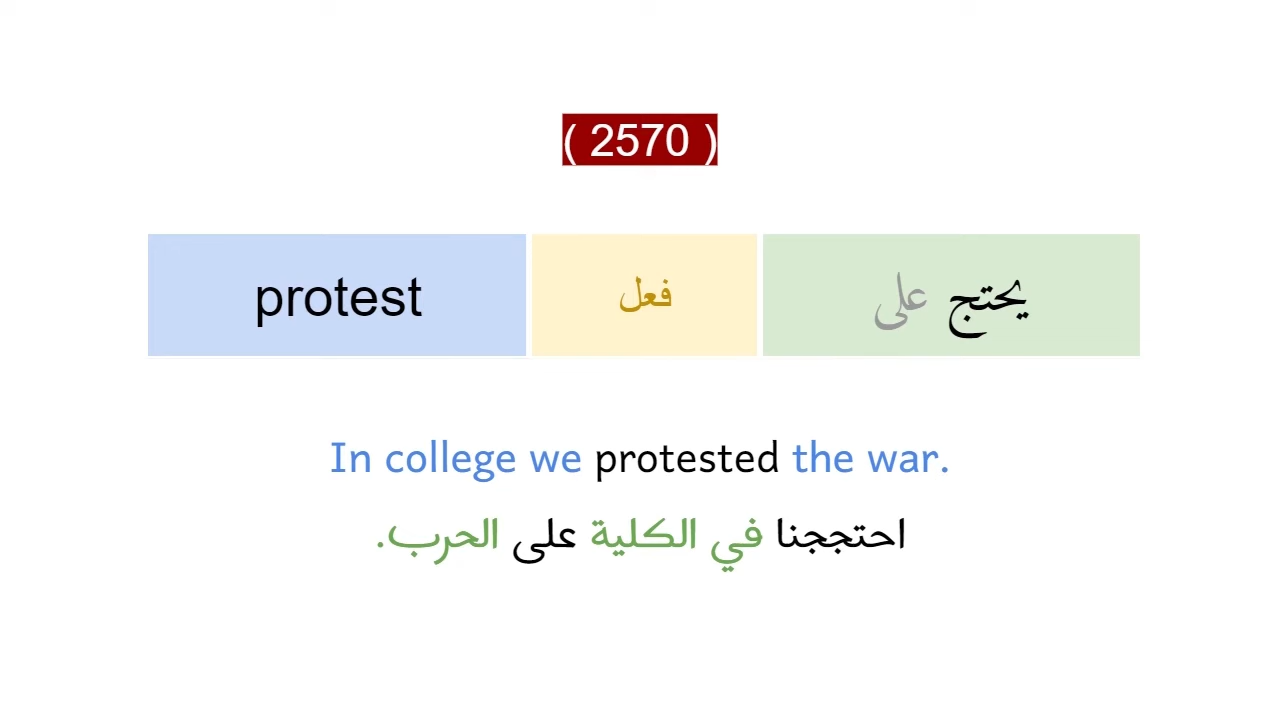 ( 2570 )
protest
فعل
يحتج على
In college we protested the war.
احتججنا في الكلية على الحرب.